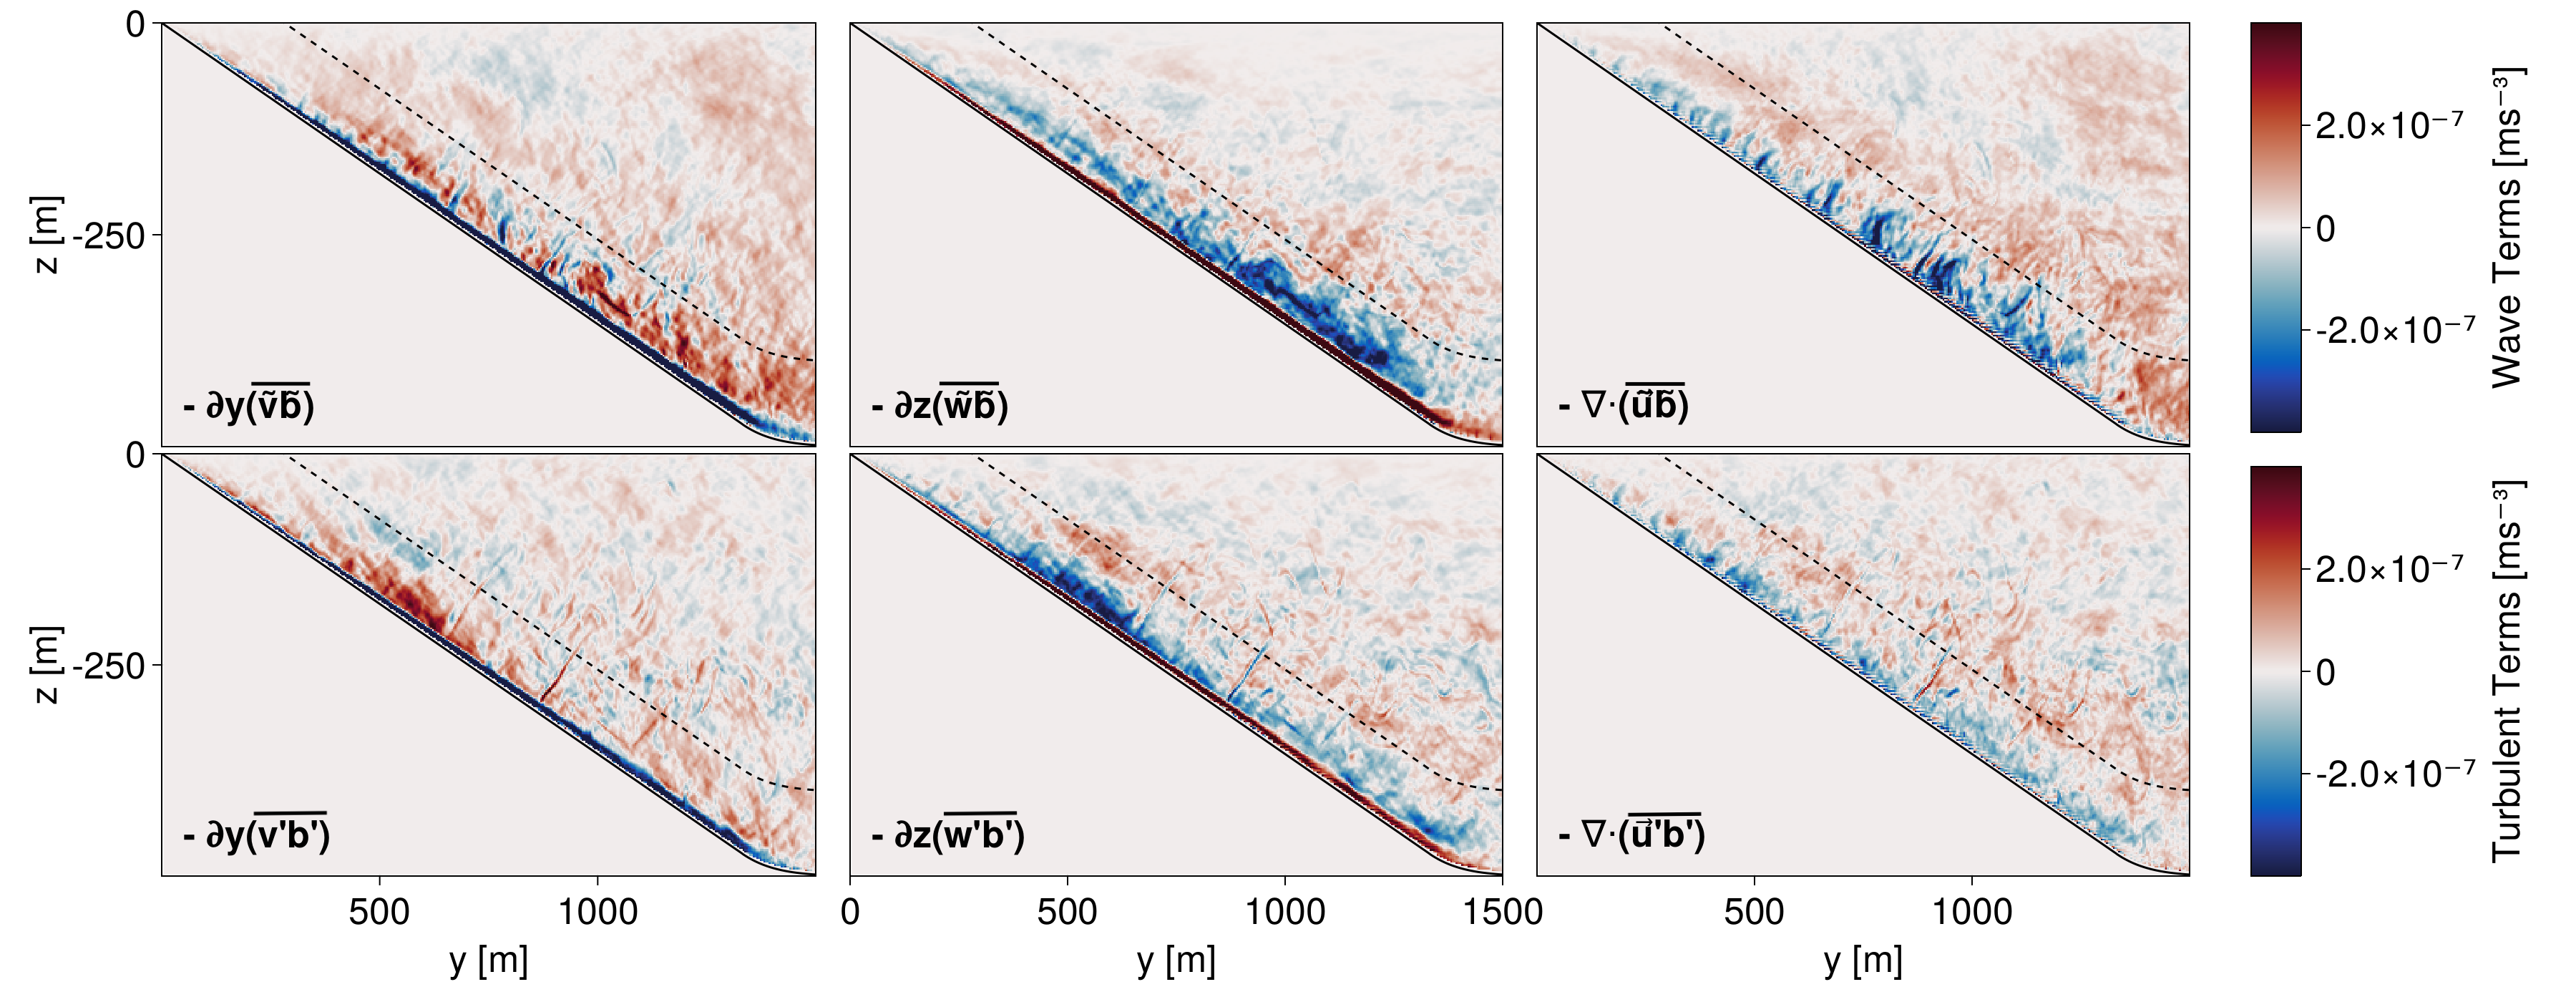 0
-250
z [m]
- ∂y(ṽb̃)
- ∂z(w̃b̃)
- ∇·(ũ⃗b̃)
2.0×10⁻⁷
0
-2.0×10⁻⁷
Wave Terms [ms⁻³]
0
-250
z [m]
- ∂y(v'b')
- ∂z(w'b')
- ∇·(u⃗'b')
2.0×10⁻⁷
0
-2.0×10⁻⁷
Turbulent Terms [ms⁻³]
500 1000
0 500 1000 1500
500 1000
y [m] y [m] y [m]